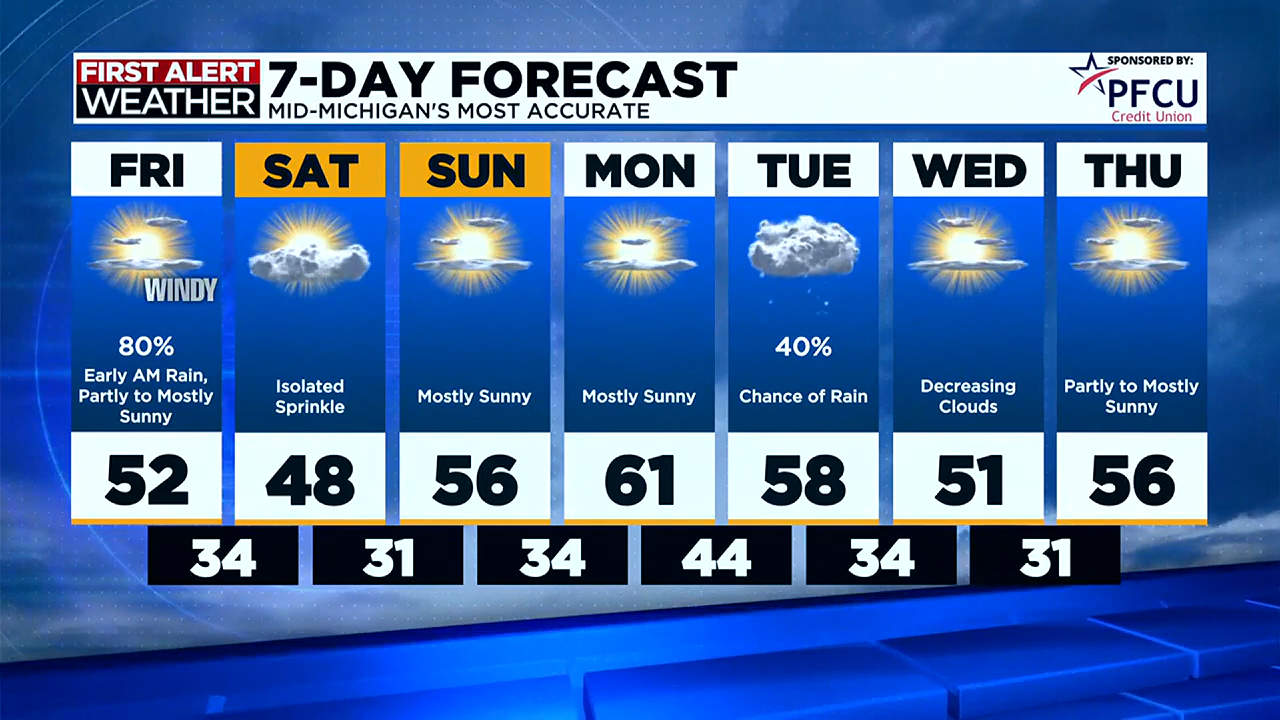 FIRST ALERT
WEATHER
7-DAY FORECAST
MID-MICHIGAN'S MOST ACCURATE
SPONSORED BY:
PFCU
Credit Union
FRI
SAT
SUN
MON
TUE
WED
THU
WINDY
80%
Early AM Rain,
Partly to Mostly
Sunny
Isolated
Sprinkle
Mostly Sunny
Mostly Sunny
40%
Chance of Rain
Decreasing
Clouds
Partly to Mostly
Sunny
52
48
56
61
58
51
56
34
31
34
44
34
31